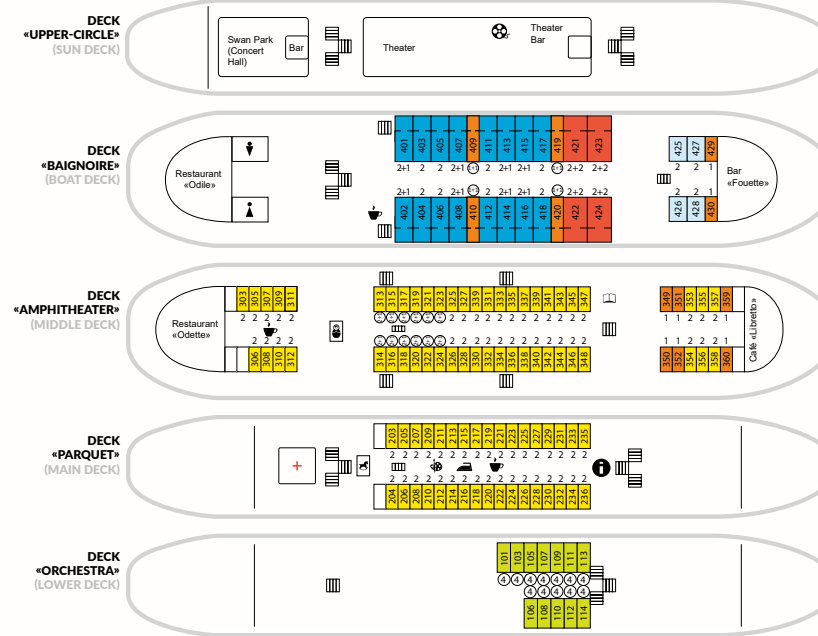 DECK
«UPPER-CIRCLE»
(SUN DECK)
Swan Park
(Concert
Hall)
Bar
Theater
Theater
Bar
DECK
«BAIGNOIRE»
(BOAT DECK)
Restaurant
«Odile»
401 403 405 407 409 411 413 415 417 419 421 423
2+1 2 2 2+1 1+1 2+1 2 2+1 2 1+1 2+2 2+2
2+1 2+1 2 2+1 1+1 2 2+1 2+1 2 1+1 2+2 2+2
402 404 406 408 410 412 414 416 418 420 422 424
425 427 429
2 2 1
2 2 1
426 428 430
Bar
«Fouette»
DECK
«AMPHITHEATER»
(MIDDLE DECK)
Restaurant
«Odette»
303 305 307 309 311
2 2 2 2 2
2 2 2 2
306 308 310 312
313 315 317 319 321 323 325 327 339 331 333 335 337 339 341 343 345 347
2 2 2 2 2 2 2 2 2 2 2 2
2 2 2 2 2 2 2 2 2 2 2 2
314 316 318 320 322 324 326 328 330 332 334 336 338 340 342 344 346 348
349 351 353 355 357 359
1 1 2 2 2 1
1 1 2 2 2 1
350 352 354 356 358 360
Café «Libretto»
DECK
«PARQUET»
(MAIN DECK)
203 205 207 209 211 213 215 217 219 221 223 225 227 229 231 233 235
2 2 2 2 2 2 2 2 2 2 2 2 2 2 2 2 2
2 2 2 2 2 2 2 2 2 2 2 2 2 2 2 2 2
204 206 208 210 212 214 216 218 220 222 224 226 228 230 232 234 236
DECK
«ORCHESTRA»
(LOWER DECK)
101 103 105 107 109 111 113
4 4 4 4 4 4 4
4 4 4 4 4
106 108 110 112 114